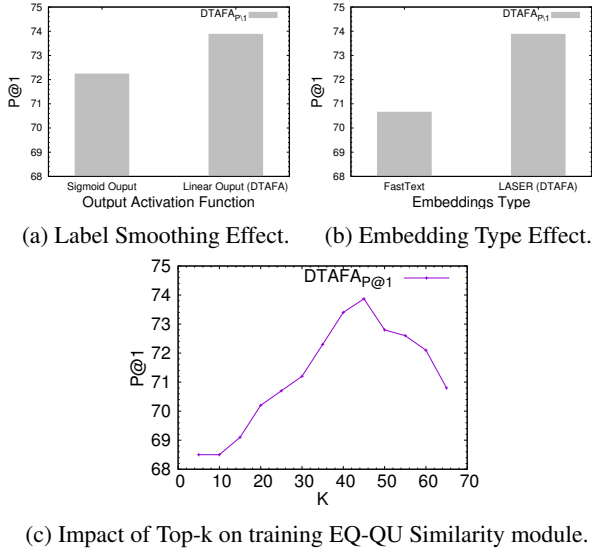 75
74
73
72
71
70
69
68
P@1
DTAFA P\1
Sigmoid Ouput
Linear Ouput (DTAFA)
Output Activation Function
(a) Label Smoothing Effect.
75
74
73
72
71
70
69
68
P@1
DTAFA P\1
FastText
LASER (DTAFA)
Embeddings Type
(b) Embedding Type Effect.
75
74
73
72
71
70
69
68
P@1
DTAFA P@1
0 10 20 30 40 50 60 70
K
(c) Impact of Top-k on training EQ-QU Similarity module.